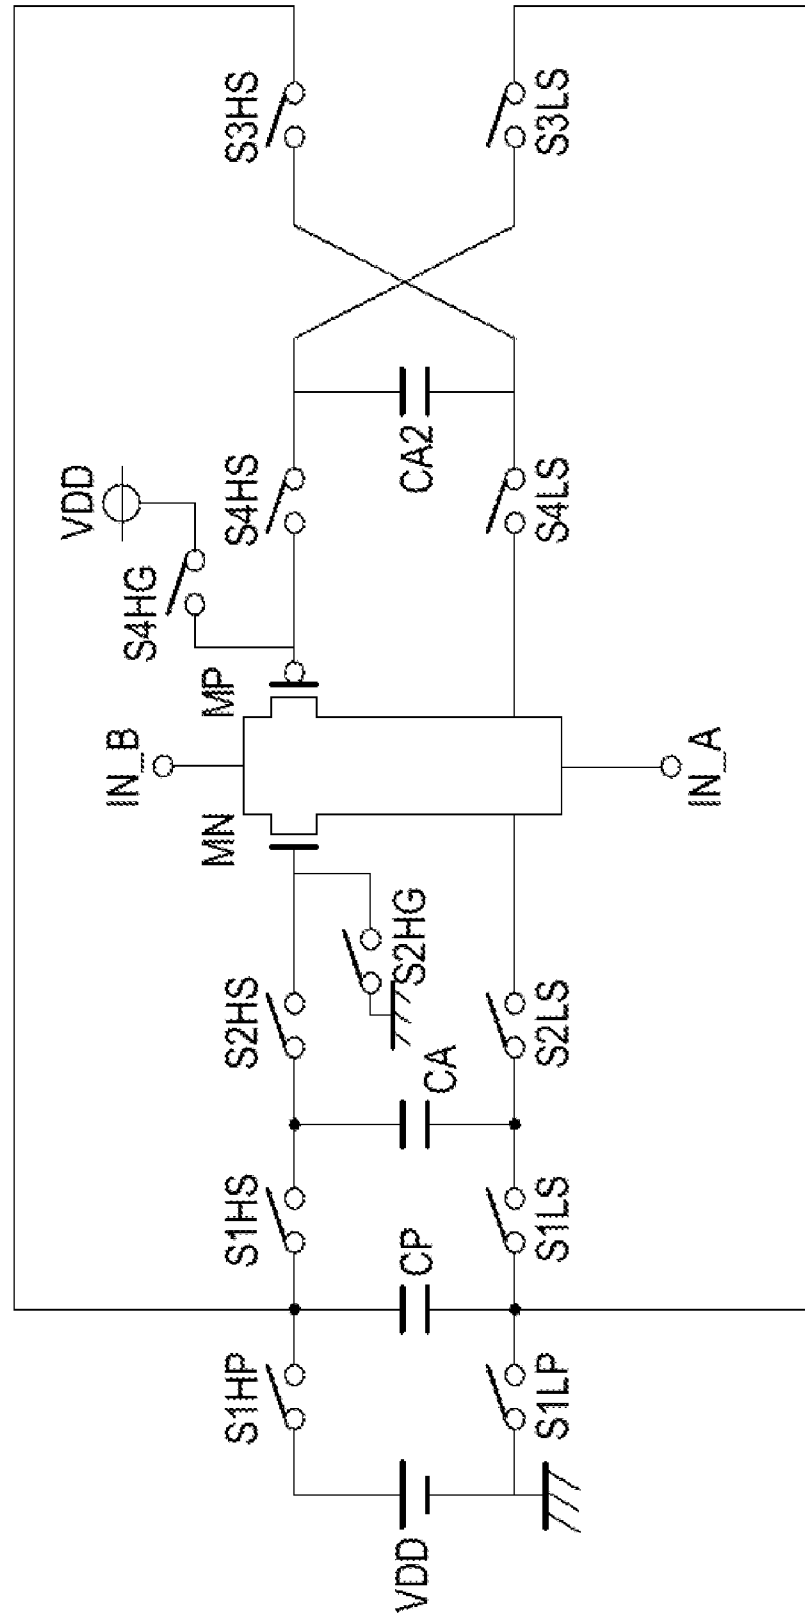 VDD
S1HP
S1LP
CP
S1HS
S1LS
CA
S2HS
S2LS
S2HG
MN
IN_B
IN_A
MP
S4HG
VDD
S4HS
S4LS
CA2
S3HS
S3LS